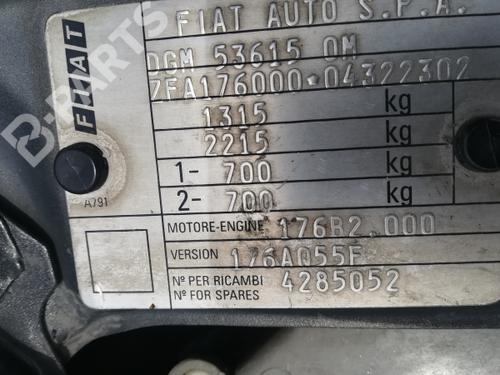 FIAT AUTO S.P.A.
DGM 53615 OM
ZFA176000*04322302
1315 kg
2215 kg
1- 700 kg
2- 700 kg
FIAT
B-PARTS
A791
MOTORE-ENGINE 176B2.000
VERSION 176AQ55F
Nº PER RICAMBI
Nº FOR SPARES 4285052